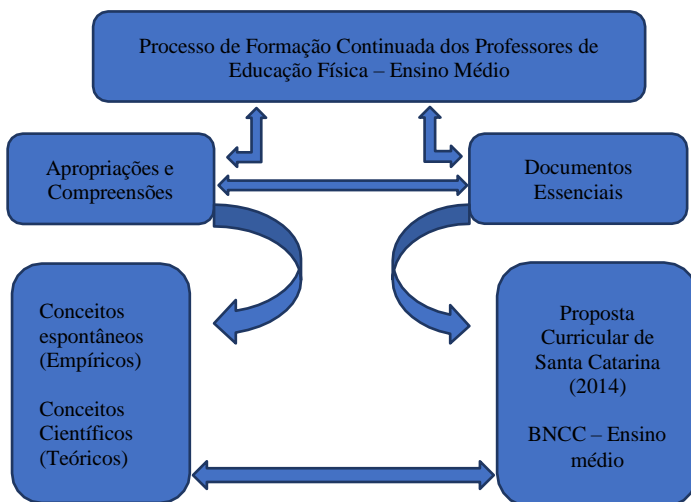 Processo de Formação Continuada dos Professores de
Educação Física – Ensino Médio
Apropriações e
Compreensões
Documentos
Essenciais
Conceitos
espontâneos
(Empíricos)
Conceitos
Científicos
(Teóricos)
Proposta
Curricular de
Santa Catarina
(2014)
BNCC – Ensino
médio